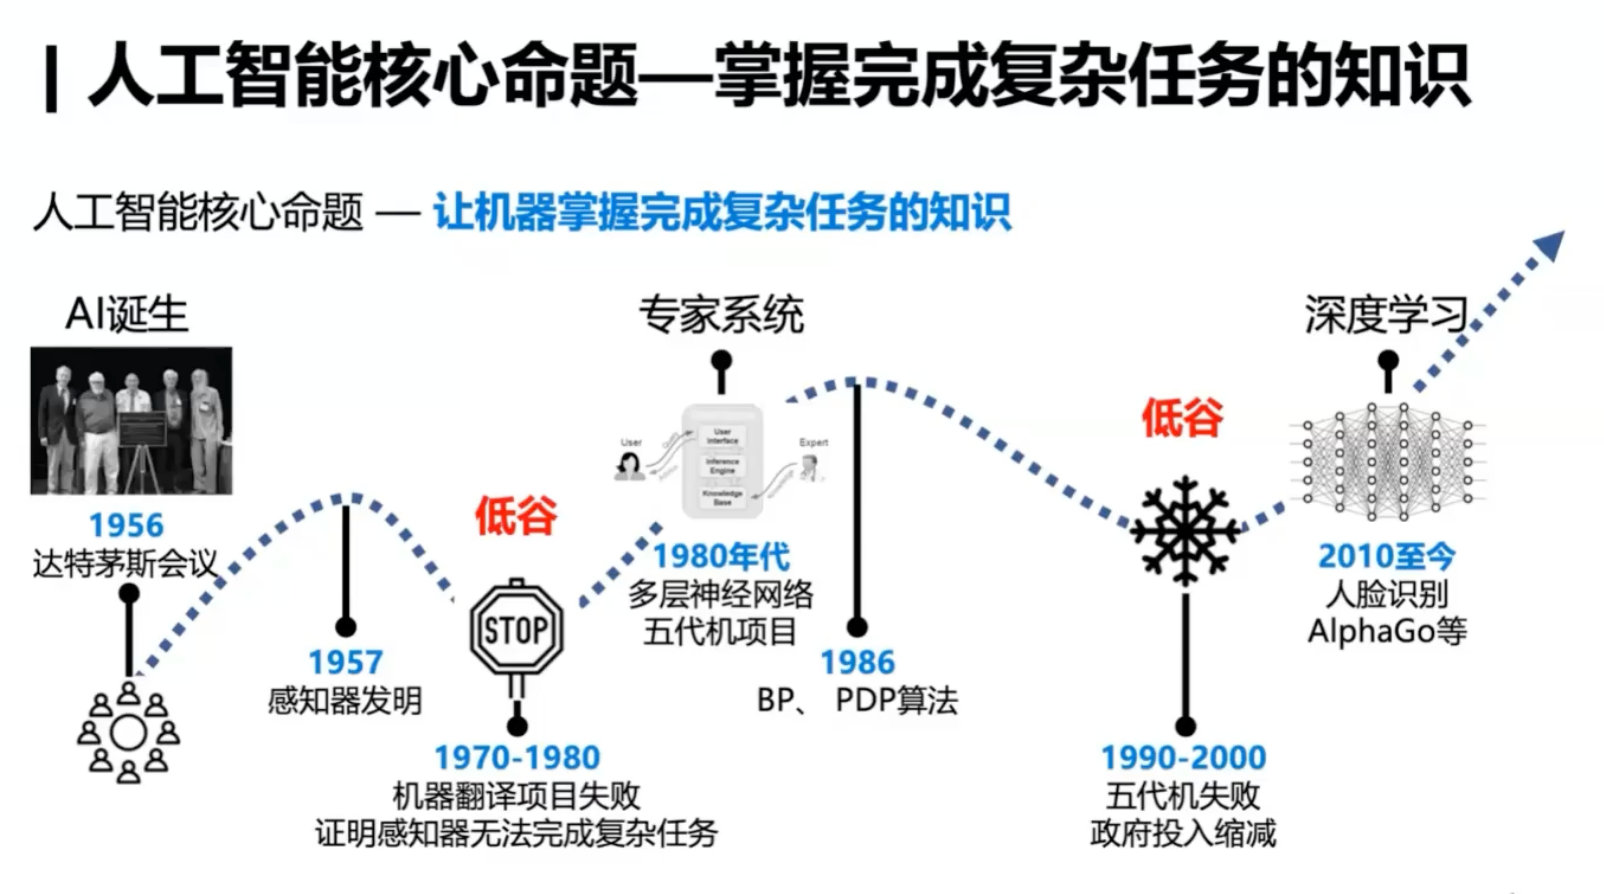 人工智能核心命题—掌握完成复杂任务的知识
人工智能核心命题 — 让机器掌握完成复杂任务的知识
AI诞生
1956
达特茅斯会议
1957
感知器发明
低谷
STOP
1970-1980
机器翻译项目失败
证明感知器无法完成复杂任务
专家系统
User
User
Interface
Inference
Engine
Knowledge
Base
Expert
1980年代
多层神经网络
五代机项目
1986
BP、 PDP算法
低谷
1990-2000
五代机失败
政府投入缩减
深度学习
2010至今
人脸识别
AlphaGo等